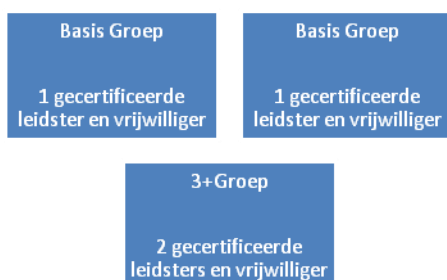 Basis Groep
1 gecertificeerde
leidster en vrijwilliger
Basis Groep
1 gecertificeerde
leidster en vrijwilliger
3+Groep
2 gecertificeerde
leidsters en vrijwilliger